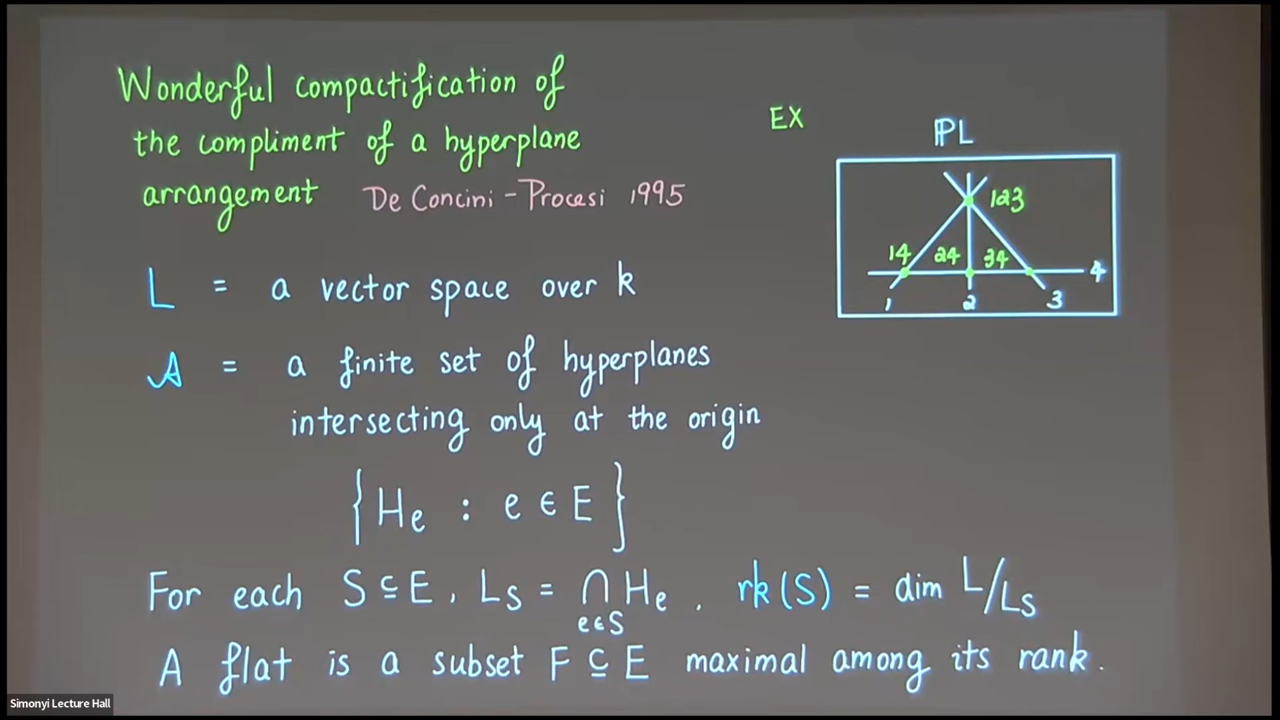 Wonderful compactification of
the compliment of a hyperplane
arrangement De Concini - Procesi 1995
L = a vector space over k
A = a finite set of hyperplanes
intersecting only at the origin
{ He : e ∈ E }
For each S ⊆ E, LS = ∩ He . rk(S) = dim L/LS
e∈S
A flat is a subset F ⊆ E maximal among its rank.
EX
PL
123
14 24 34
4
1 2 3
Simonyi Lecture Hall